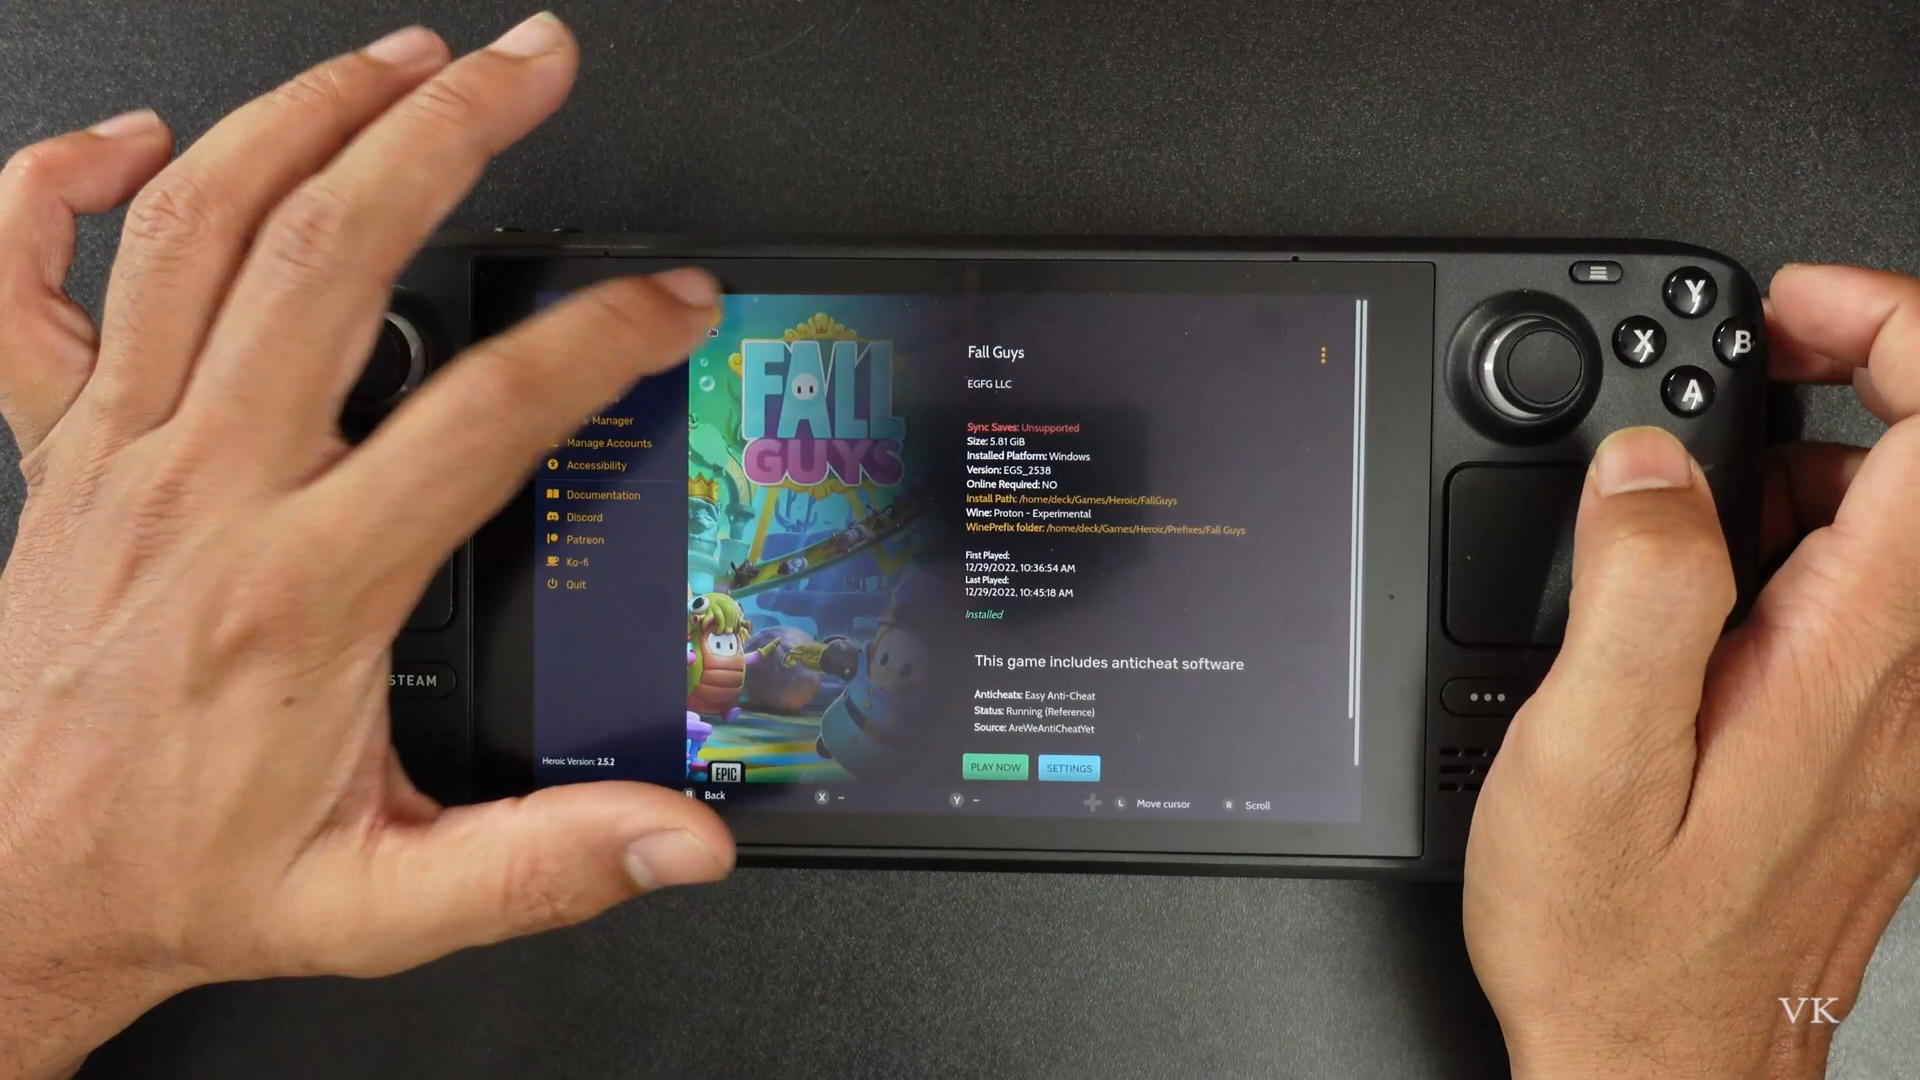 Manager
Manage Accounts
Accessibility
Documentation
Discord
Patreon
Ko-fi
Quit
Heroic Version: 2.5.2
FALL
GUYS
EPIC
Fall Guys
EGFG LLC
Sync Saves: Unsupported
Size: 5.81 GiB
Installed Platform: Windows
Version: EGS_2538
Online Required: NO
Install Path: /home/deck/Games/Heroic/FallGuys
Wine: Proton - Experimental
WinePrefix folder: /home/deck/Games/Heroic/Prefixes/Fall Guys
First Played:
12/29/2022, 10:36:54 AM
Last Played:
12/29/2022, 10:45:18 AM
Installed
This game includes anticheat software
Anticheats: Easy Anti-Cheat
Status: Running (Reference)
Source: AreWeAntiCheatYet
PLAY NOW SETTINGS
B Back X – Y – L Move cursor R Scroll
STEAM
Y
X B
A
VK